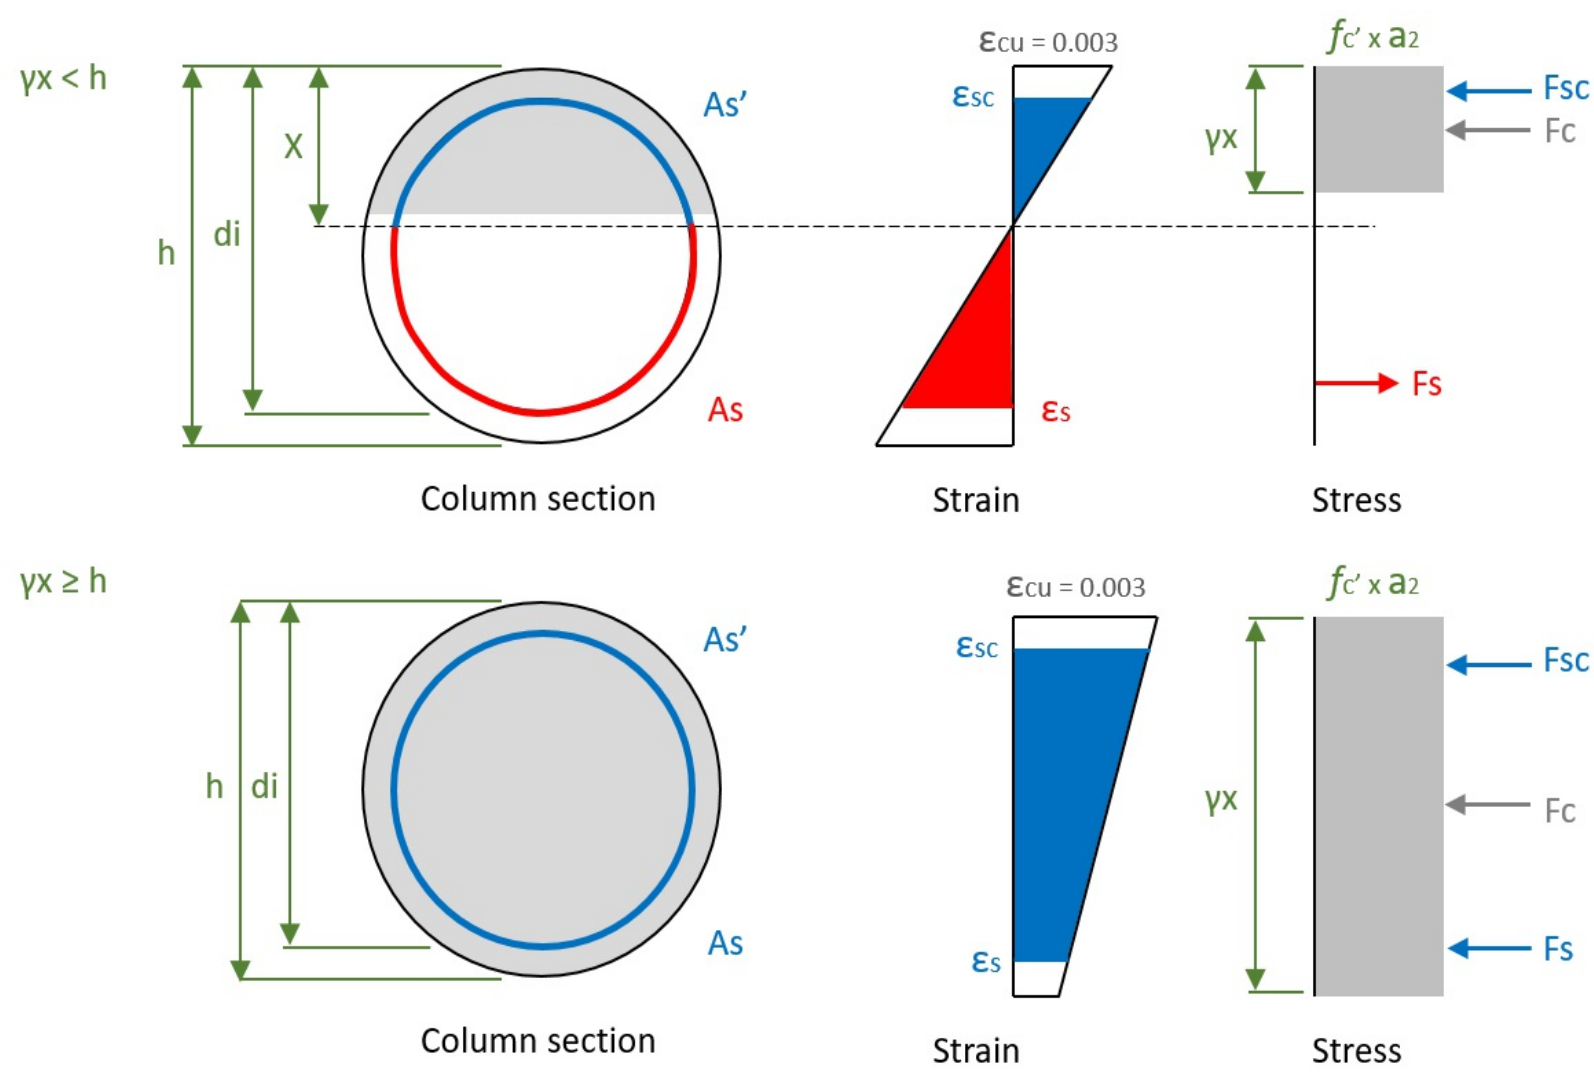 γx < h
εcu = 0.003
fc’ x a2
As’
εsc
Fsc
X
γx
Fc
di
h
Fs
As
εs
Column section
Strain
Stress
γx ≥ h
εcu = 0.003
fc’ x a2
As’
εsc
Fsc
h
di
γx
Fc
As
εs
Fs
Column section
Strain
Stress